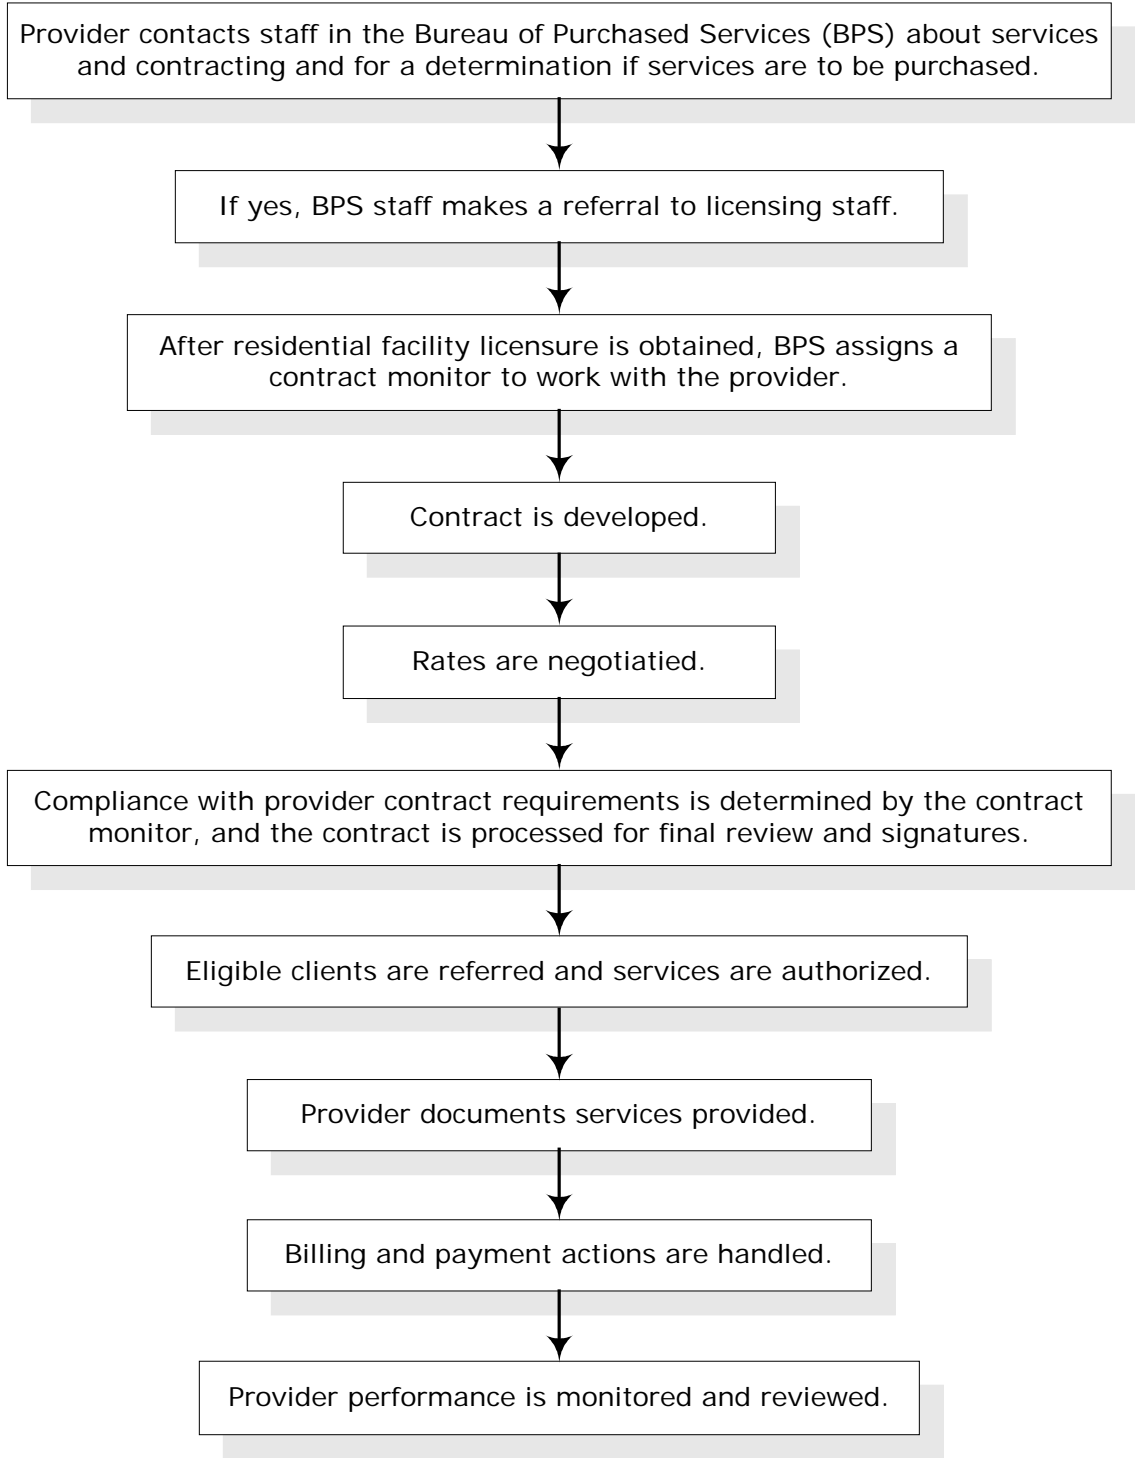 Provider contacts staff in the Bureau of Purchased Services (BPS) about services
and contracting and for a determination if services are to be purchased.
If yes, BPS staff makes a referral to licensing staff.
After residential facility licensure is obtained, BPS assigns a
contract monitor to work with the provider.
Contract is developed.
Rates are negotiatied.
Compliance with provider contract requirements is determined by the contract
monitor, and the contract is processed for final review and signatures.
Eligible clients are referred and services are authorized.
Provider documents services provided.
Billing and payment actions are handled.
Provider performance is monitored and reviewed.